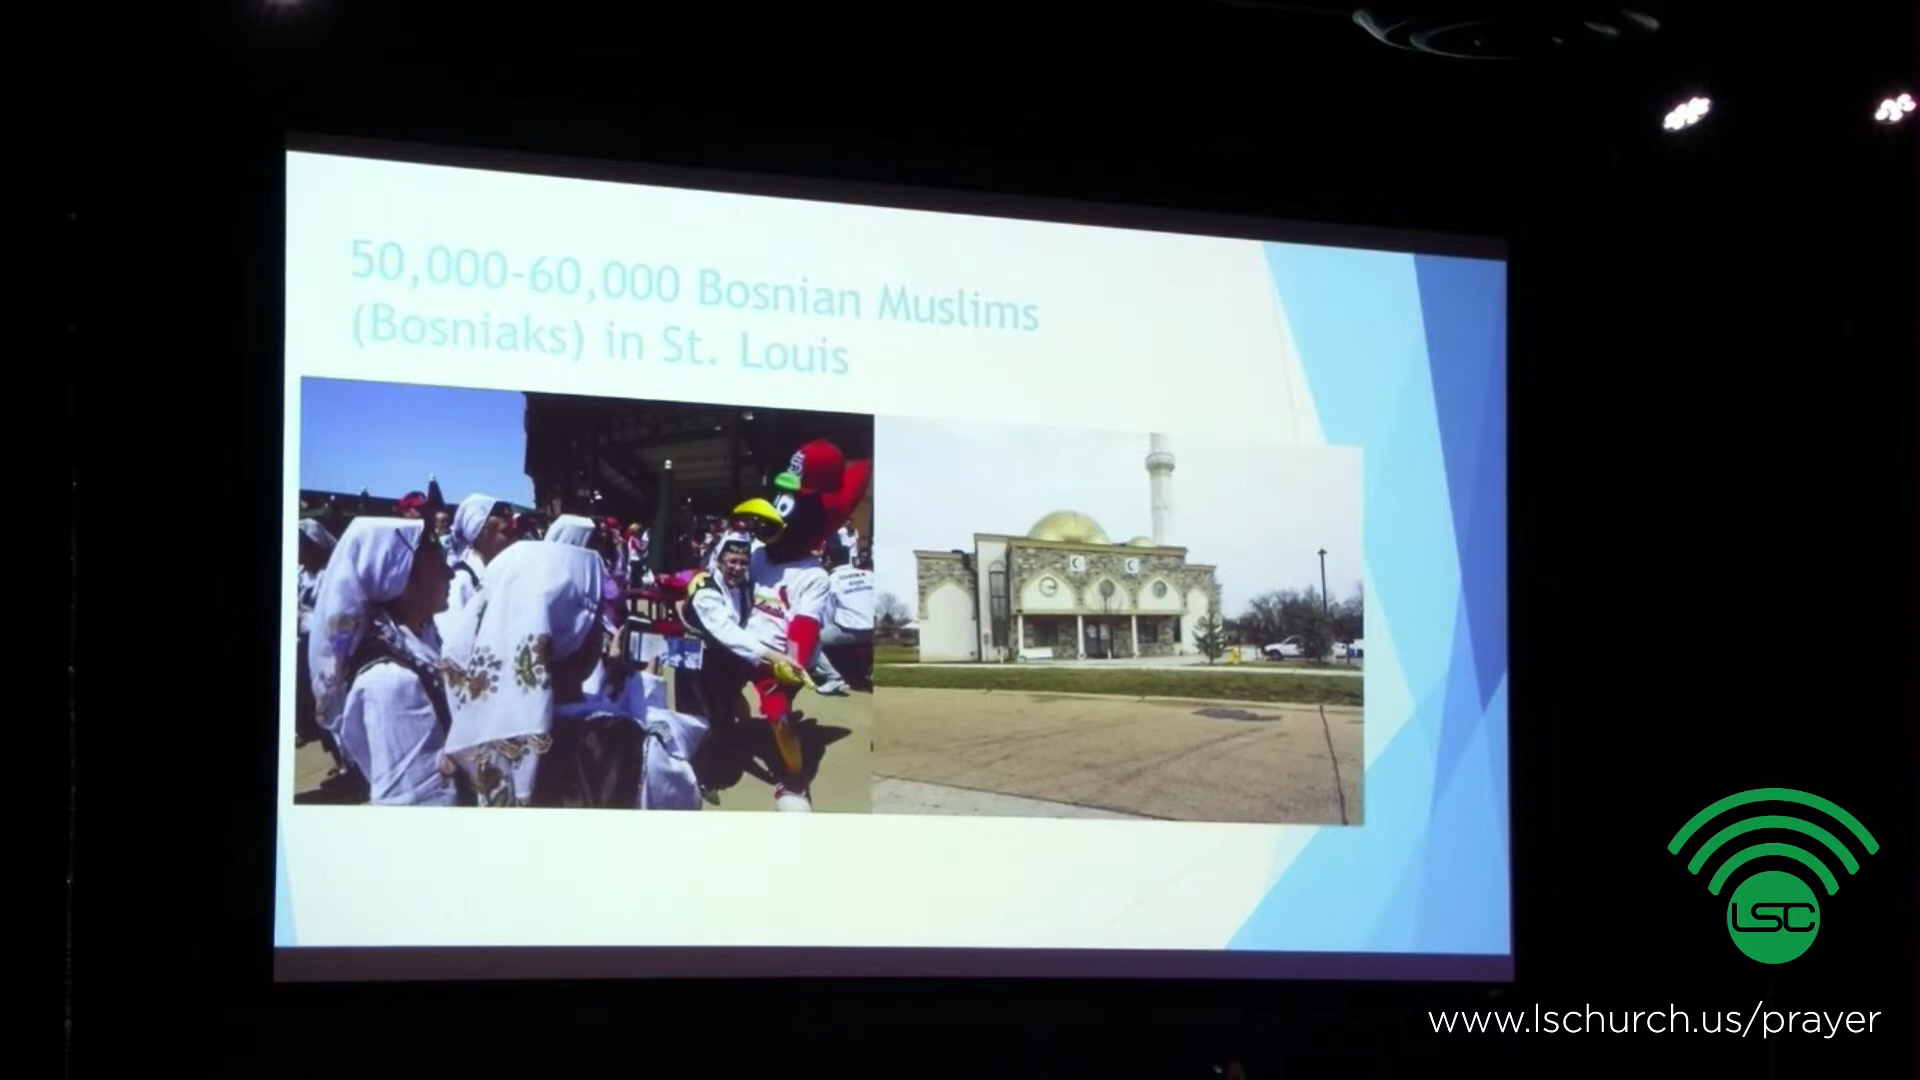 50,000-60,000 Bosnian Muslims
(Bosniaks) in St. Louis
LSC
www.lschurch.us/prayer